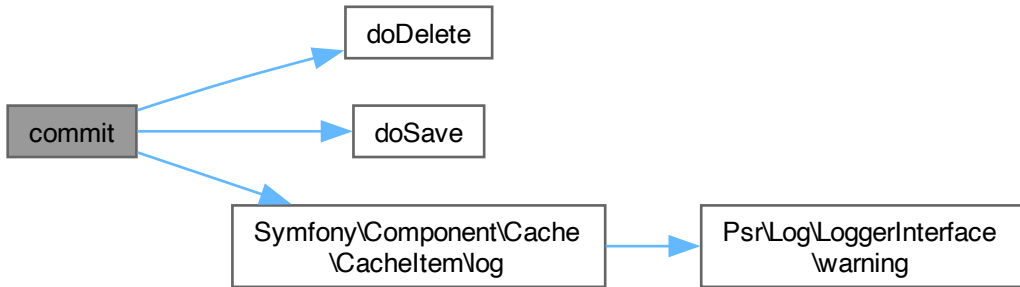 doDelete
commit
doSave
Symfony\Component\Cache
\CacheItem\log
Psr\Log\LoggerInterface
\warning